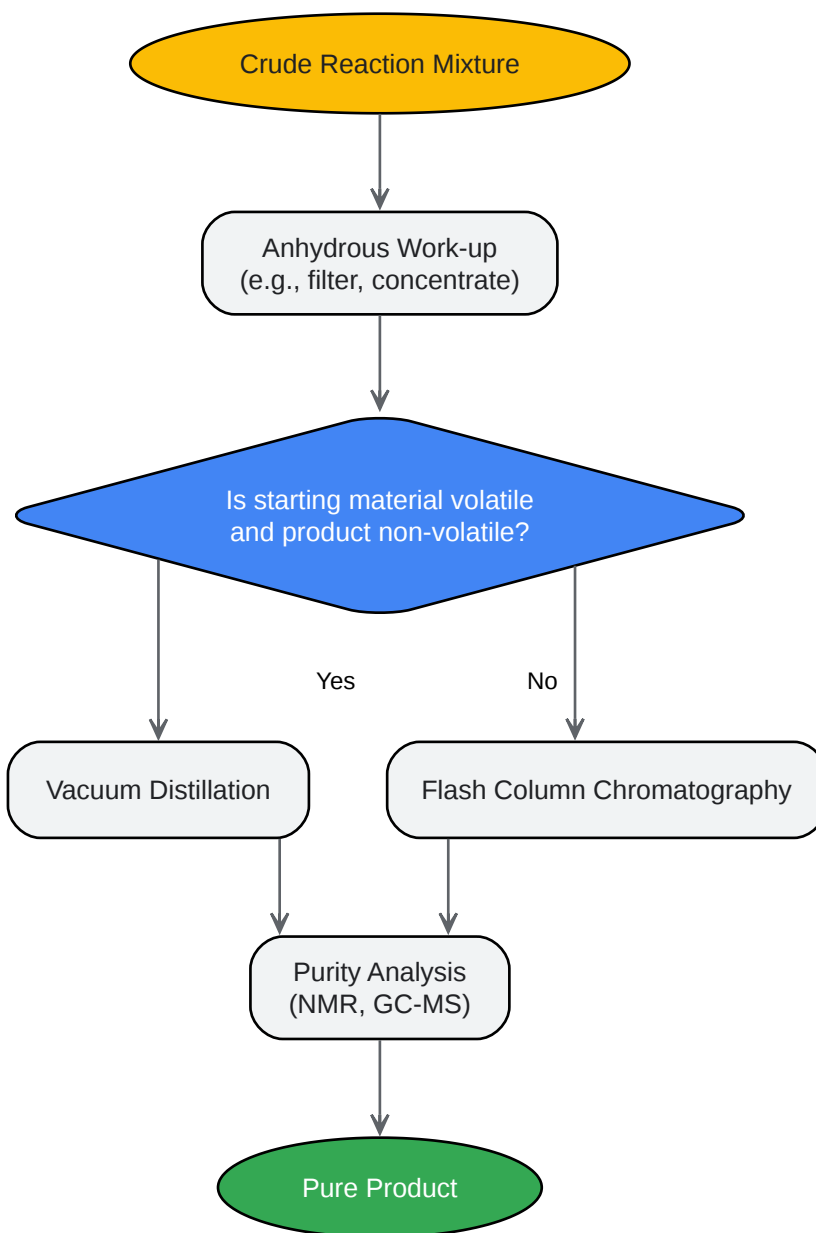 Crude Reaction Mixture
Anhydrous Work-up
(e.g., filter, concentrate)
Is starting material volatile
and product non-volatile?
Yes
No
Vacuum Distillation
Flash Column Chromatography
Purity Analysis
(NMR, GC-MS)
Pure Product